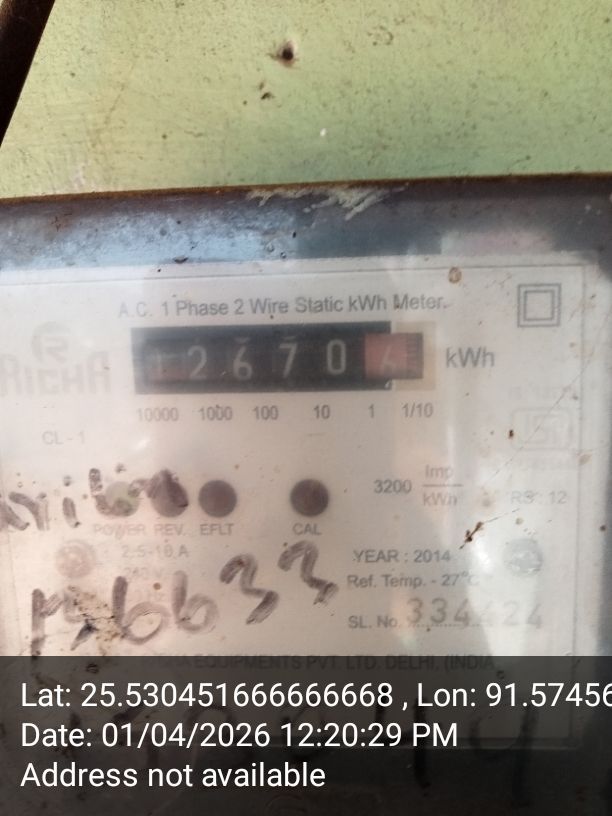 A.C. 1 Phase 2 Wire Static kWh Meter.
RICHA
2670 kWh
10000 1000 100 10 1 1/10
CL-1
3200 Imp/kWh
RS : 12
POWER REV. EFLT CAL
2.5-10 A
YEAR : 2014
Ref. Temp. - 27°C
36633
SL. No. 334424
EQUIPMENTS PVT. LTD. DELHI, (INDIA
Lat: 25.530451666666668 , Lon: 91.57456
Date: 01/04/2026 12:20:29 PM
Address not available